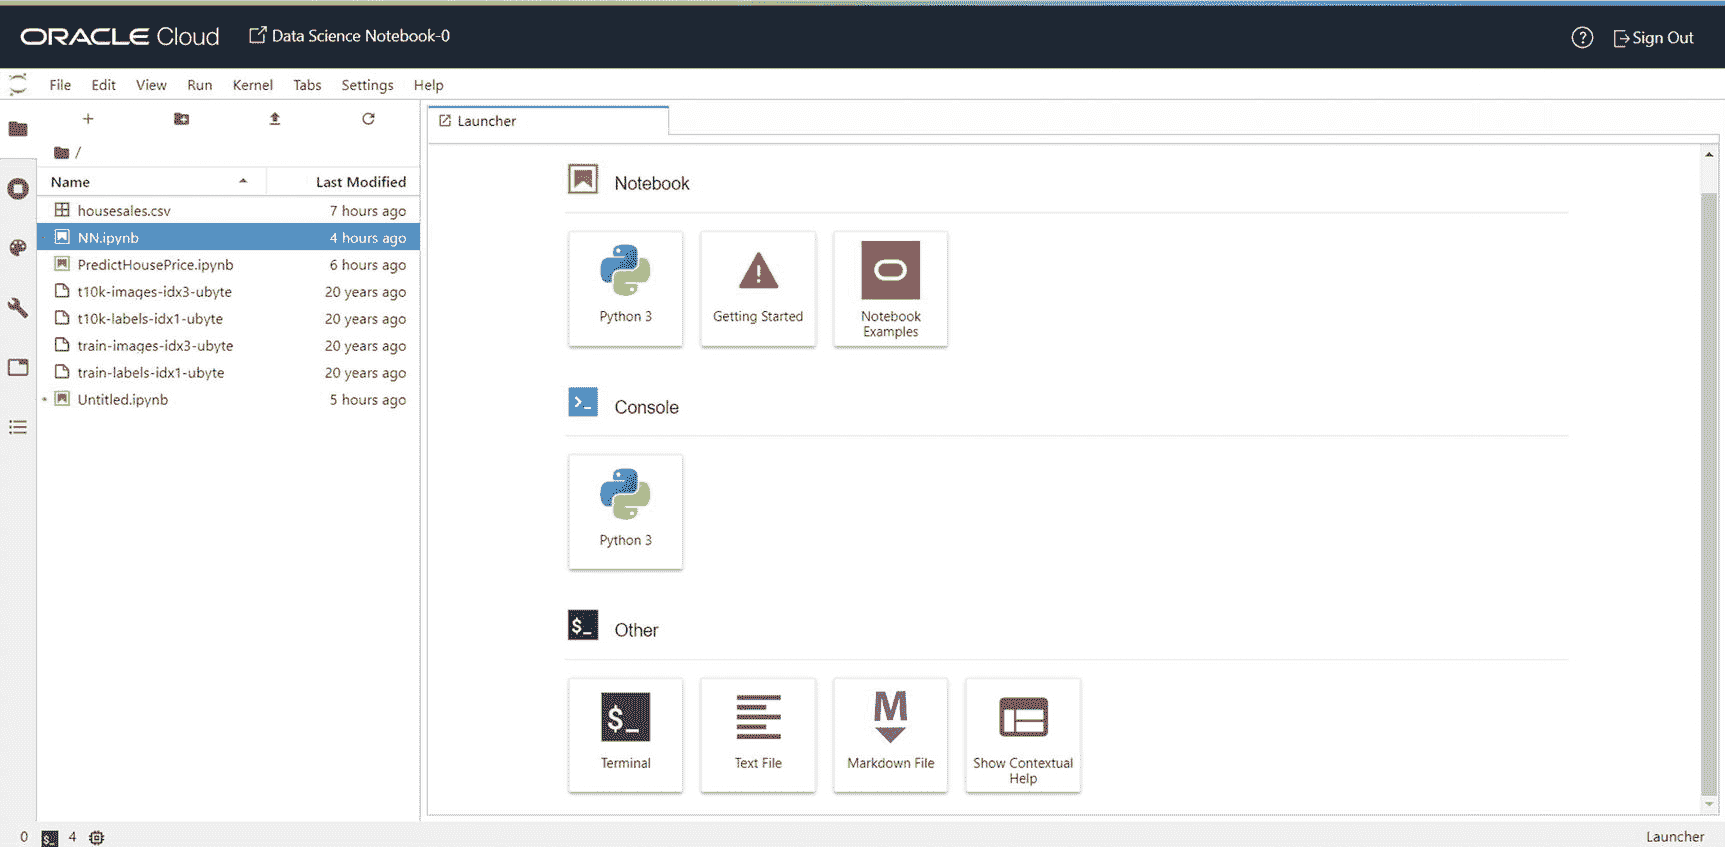 ORACLE Cloud Data Science Notebook-0 ? Sign Out
File Edit View Run Kernel Tabs Settings Help
Launcher
/
Name Last Modified
housesales.csv 7 hours ago
NN.ipynb 4 hours ago
PredictHousePrice.ipynb 6 hours ago
t10k-images-idx3-ubyte 20 years ago
t10k-labels-idx1-ubyte 20 years ago
train-images-idx3-ubyte 20 years ago
train-labels-idx1-ubyte 20 years ago
Untitled.ipynb 5 hours ago
Notebook
Python 3
Getting Started
Notebook
Examples
>_ Console
Python 3
$_ Other
$_
Terminal
Text File
M
Markdown File
Show Contextual
Help
0 $_ 4 Launcher